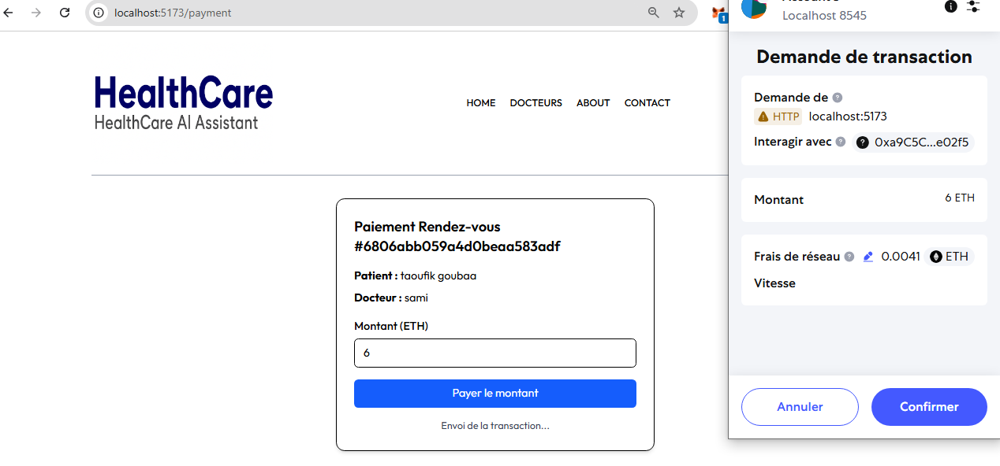 localhost:5173/payment
1
HealthCare
HealthCare AI Assistant
HOME DOCTEURS ABOUT CONTACT
Paiement Rendez-vous
#6806abb059a4d0beaa583adf
Patient : taoufik goubaa
Docteur : sami
Montant (ETH)
6
Payer le montant
Envoi de la transaction...
Localhost 8545
Demande de transaction
Demande de
HTTP localhost:5173
Interagir avec 0xa9C5C...e02f5
Montant 6 ETH
Frais de réseau 0.0041 ETH
Vitesse
Annuler Confirmer